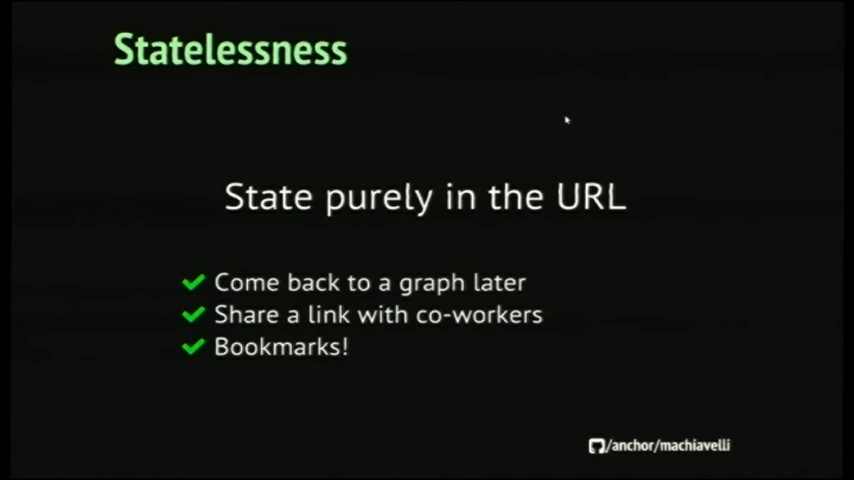 Statelessness
State purely in the URL
Come back to a graph later
Share a link with co-workers
Bookmarks!
/anchor/machiavelli